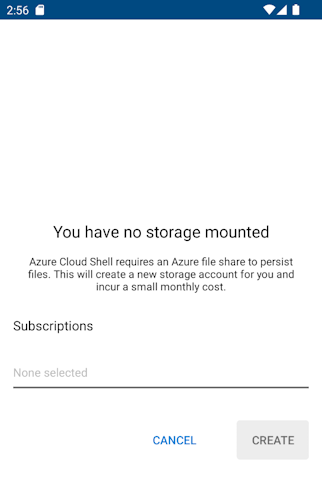 2:56
You have no storage mounted
Azure Cloud Shell requires an Azure file share to persist
files. This will create a new storage account for you and
incur a small monthly cost.
Subscriptions
None selected
CANCEL CREATE